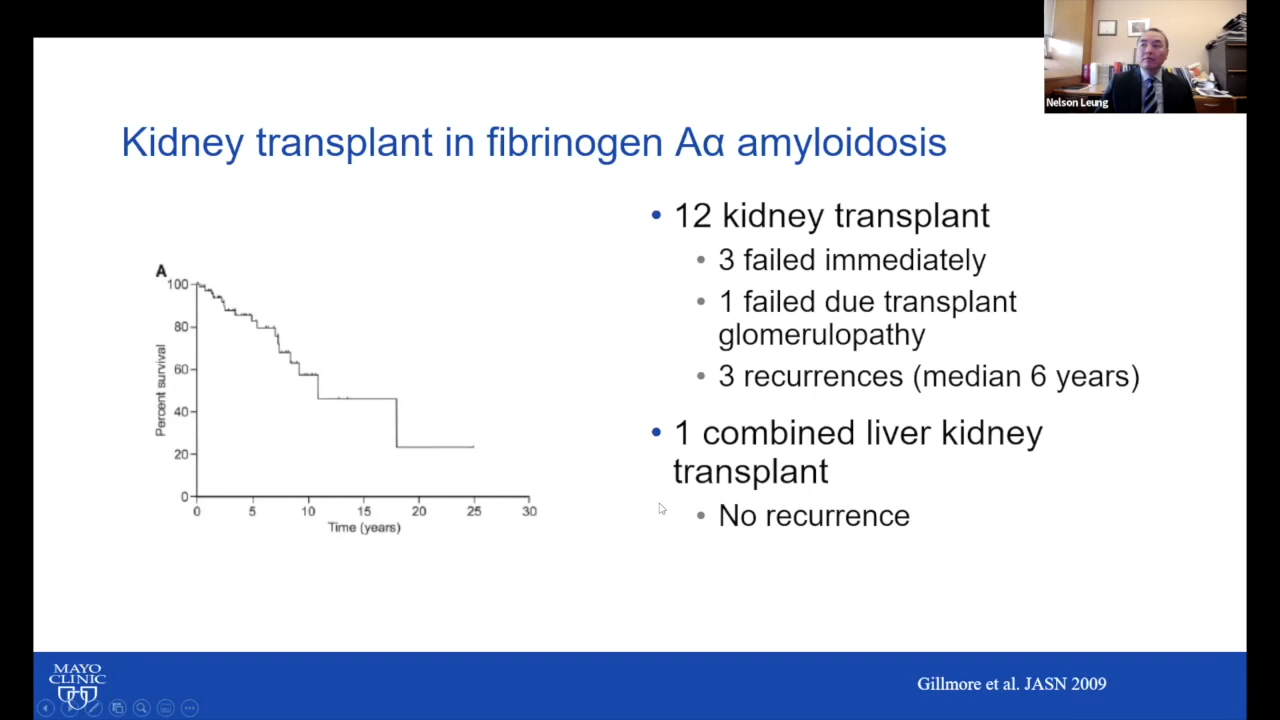 Nelson Leung
Kidney transplant in fibrinogen Aα amyloidosis
A
100
80
60
40
20
0
Percent survival
0 5 10 15 20 25 30
Time (years)
• 12 kidney transplant
• 3 failed immediately
• 1 failed due transplant
glomerulopathy
• 3 recurrences (median 6 years)
• 1 combined liver kidney
transplant
• No recurrence
MAYO
CLINIC
Gillmore et al. JASN 2009